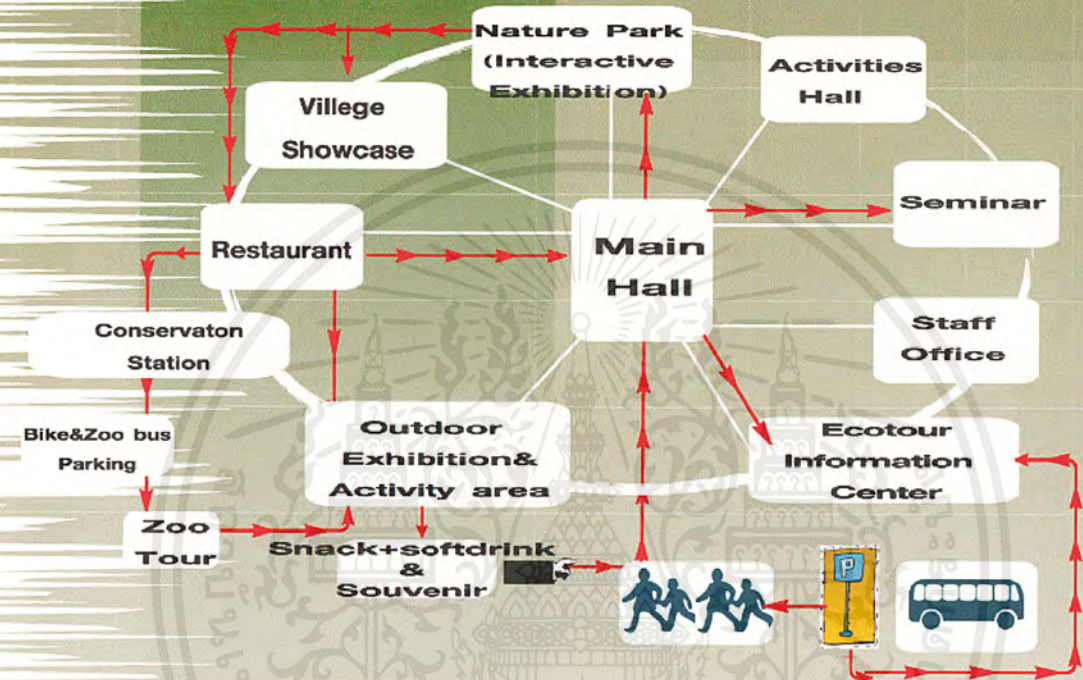 Nature Park
(Interactive
Exhibition)
Activities
Hall
Villege
Showcase
Seminar
Restaurant
Main
Hall
Conservaton
Station
Staff
Office
Bike&Zoo bus
Parking
Outdoor
Exhibition&
Activity area
Ecotour
Information
Center
Zoo
Tour
Snack+softdrink
&
Souvenir
P